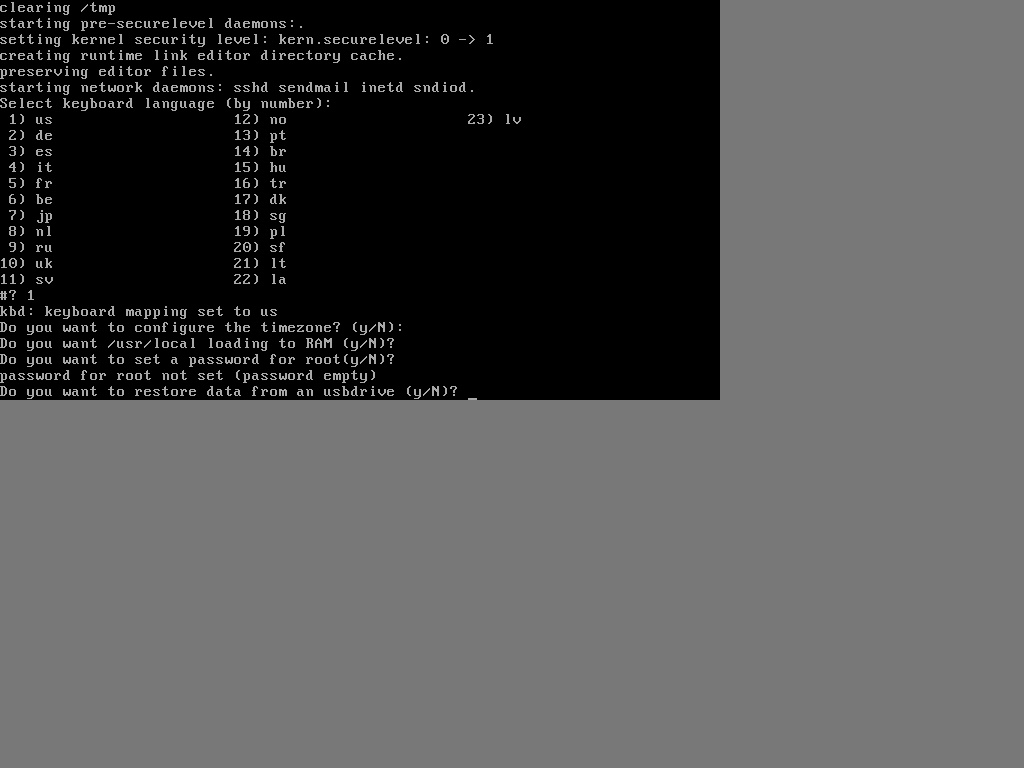 clearing /tmp
starting pre-securelevel daemons:.
setting kernel security level: kern.securelevel: 0 -> 1
creating runtime link editor directory cache.
preserving editor files.
starting network daemons: sshd sendmail inetd sndiod.
Select keyboard language (by number):
1) us 12) no 23) lv
2) de 13) pt
3) es 14) br
4) it 15) hu
5) fr 16) tr
6) be 17) dk
7) jp 18) sg
8) nl 19) pl
9) ru 20) sf
10) uk 21) lt
11) sv 22) la
#? 1
kbd: keyboard mapping set to us
Do you want to configure the timezone? (y/N):
Do you want /usr/local loading to RAM (y/N)?
Do you want to set a password for root(y/N)?
password for root not set (password empty)
Do you want to restore data from an usbdrive (y/N)? _